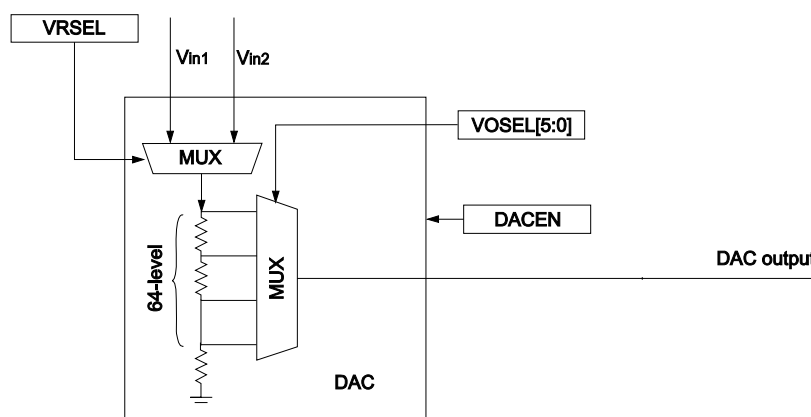 VRSEL
Vin1
Vin2
MUX
VOSEL[5:0]
DACEN
64-level
MUX
DAC output
DAC